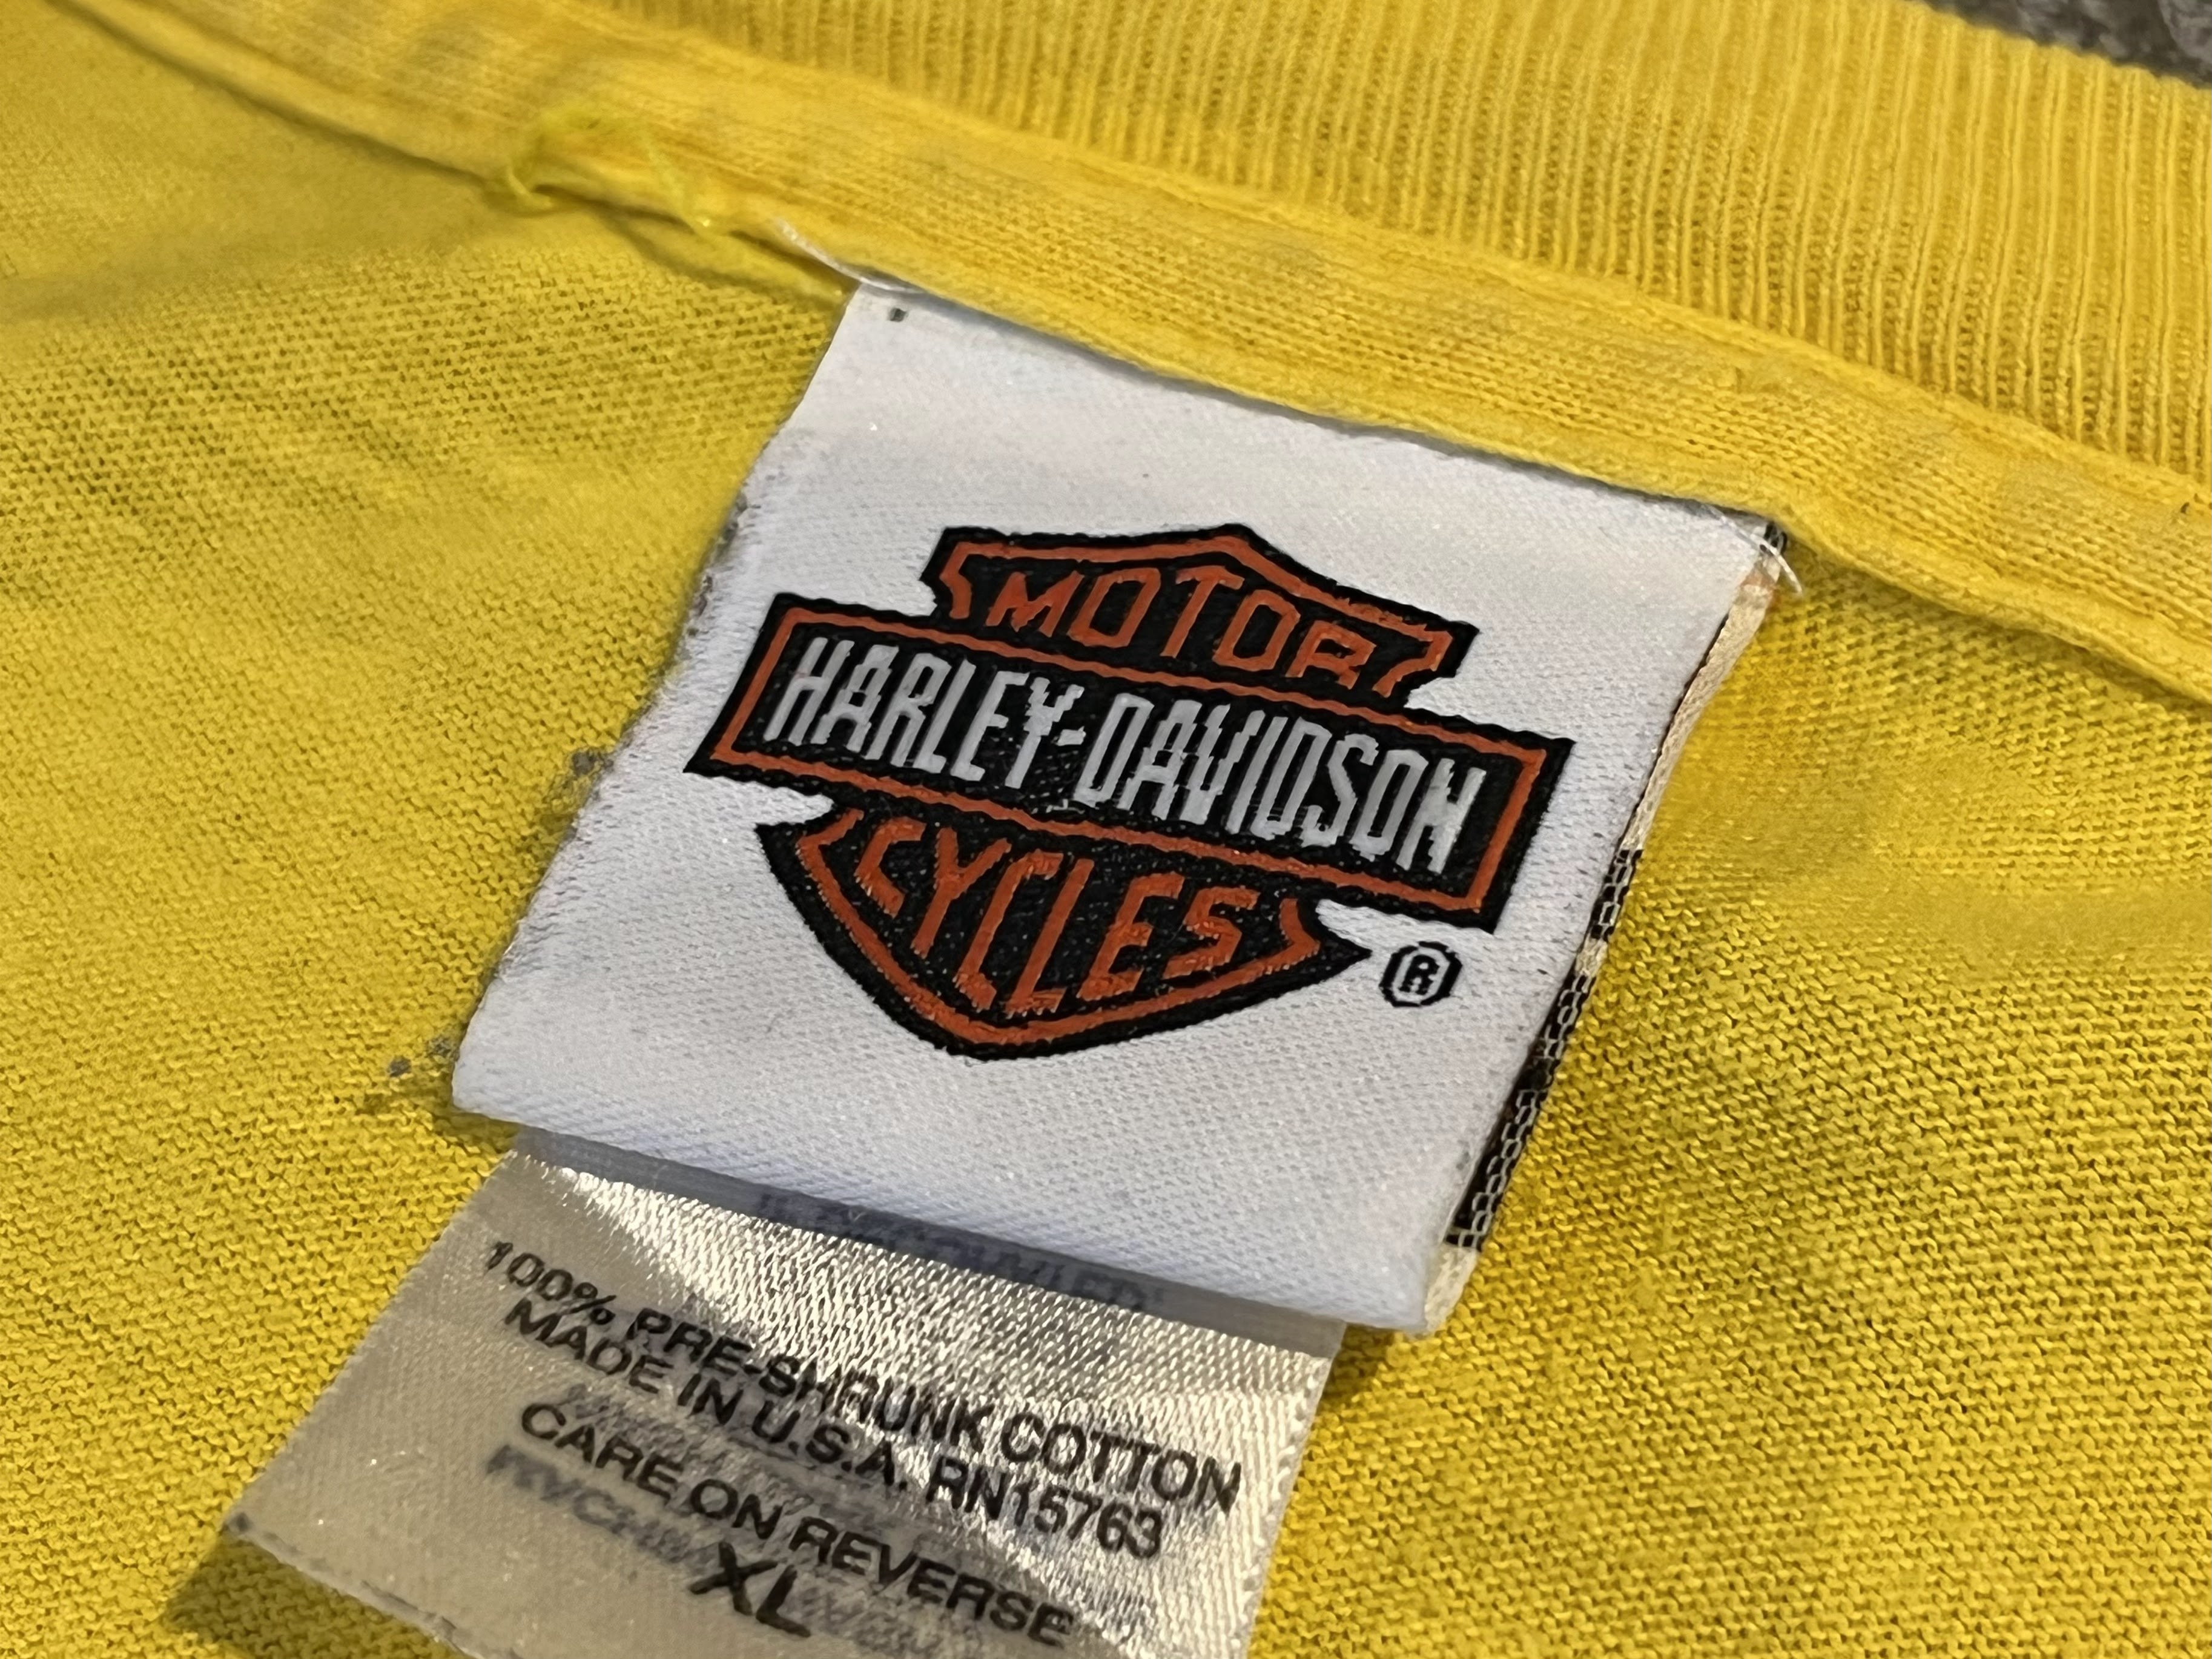 MOTOR
HARLEY-DAVIDSON
CYCLES
®
100% PRE-SHRUNK COTTON
MADE IN U.S.A. RN15763
CARE ON REVERSE
XL